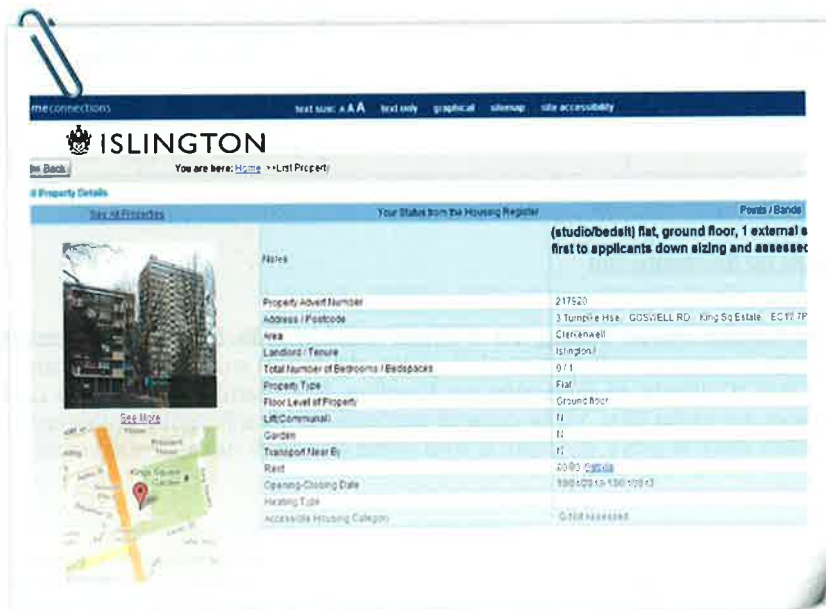 meconnections
text size: A A A text only graphical sitemap site accessibility
ISLINGTON
Back
You are here: Home >>List Property
Property Details
See All Properties
Your Status from the Housing Register
Points / Bands
Notes
(studio/bedsit) flat, ground floor, 1 external s
first to applicants down sizing and assessed
Property Advert Number
217920
Address / Postcode
3 Turnpike Hse GOSWELL RD King Sq Estate EC1V 7P
Area
Clerkenwell
Landlord / Tenure
Islington /
Total Number of Bedrooms / Bedspaces
0 / 1
Property Type
Flat
Floor Level of Property
Ground floor
Lift(Communal)
N
Garden
N
Transport Near By
N
Rent
Opening-Closing Date
Heating Type
Accessible Housing Category
G Not Assessed
See More
Kings Square
Garden